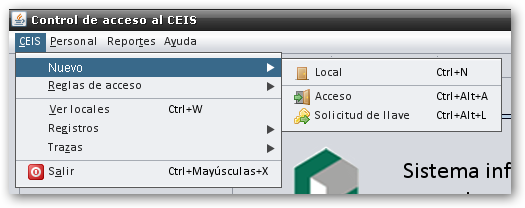 Control de acceso al CEIS
CEIS Personal Reportes Ayuda
Nuevo
Reglas de acceso
Ver locales Ctrl+W
Registros
Trazas
Salir Ctrl+Mayúsculas+X
Local Ctrl+N
Acceso Ctrl+Alt+A
Solicitud de llave Ctrl+Alt+L
Sistema inf